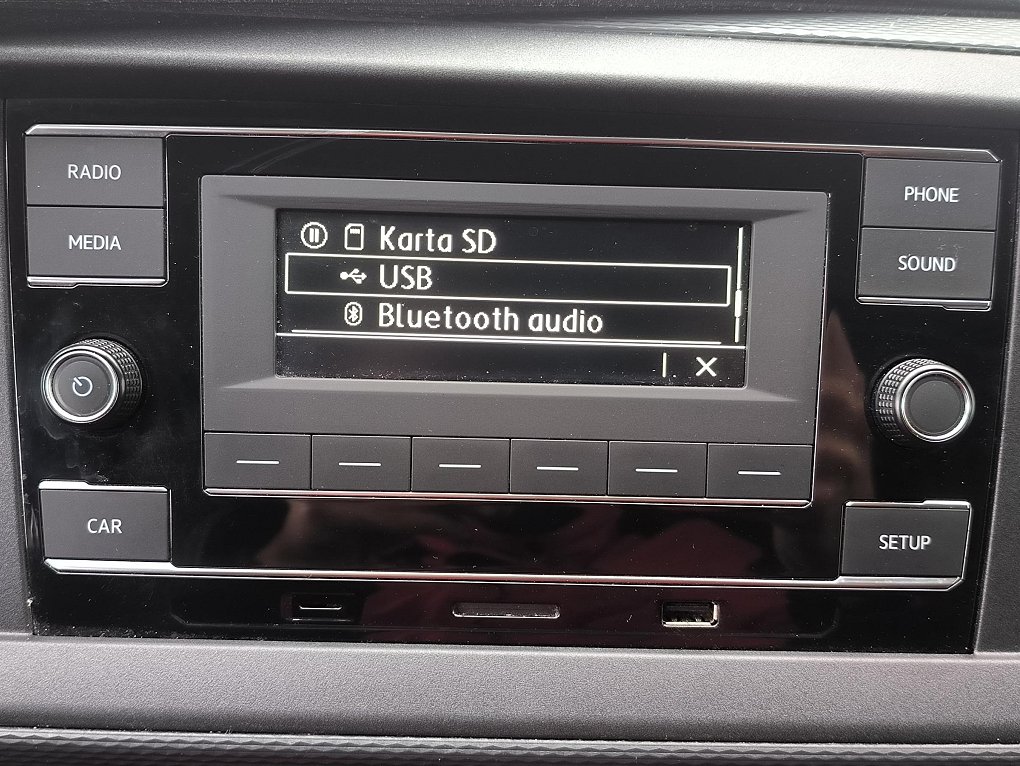 RADIO
MEDIA
PHONE
SOUND
Karta SD
USB
Bluetooth audio
CAR
SETUP